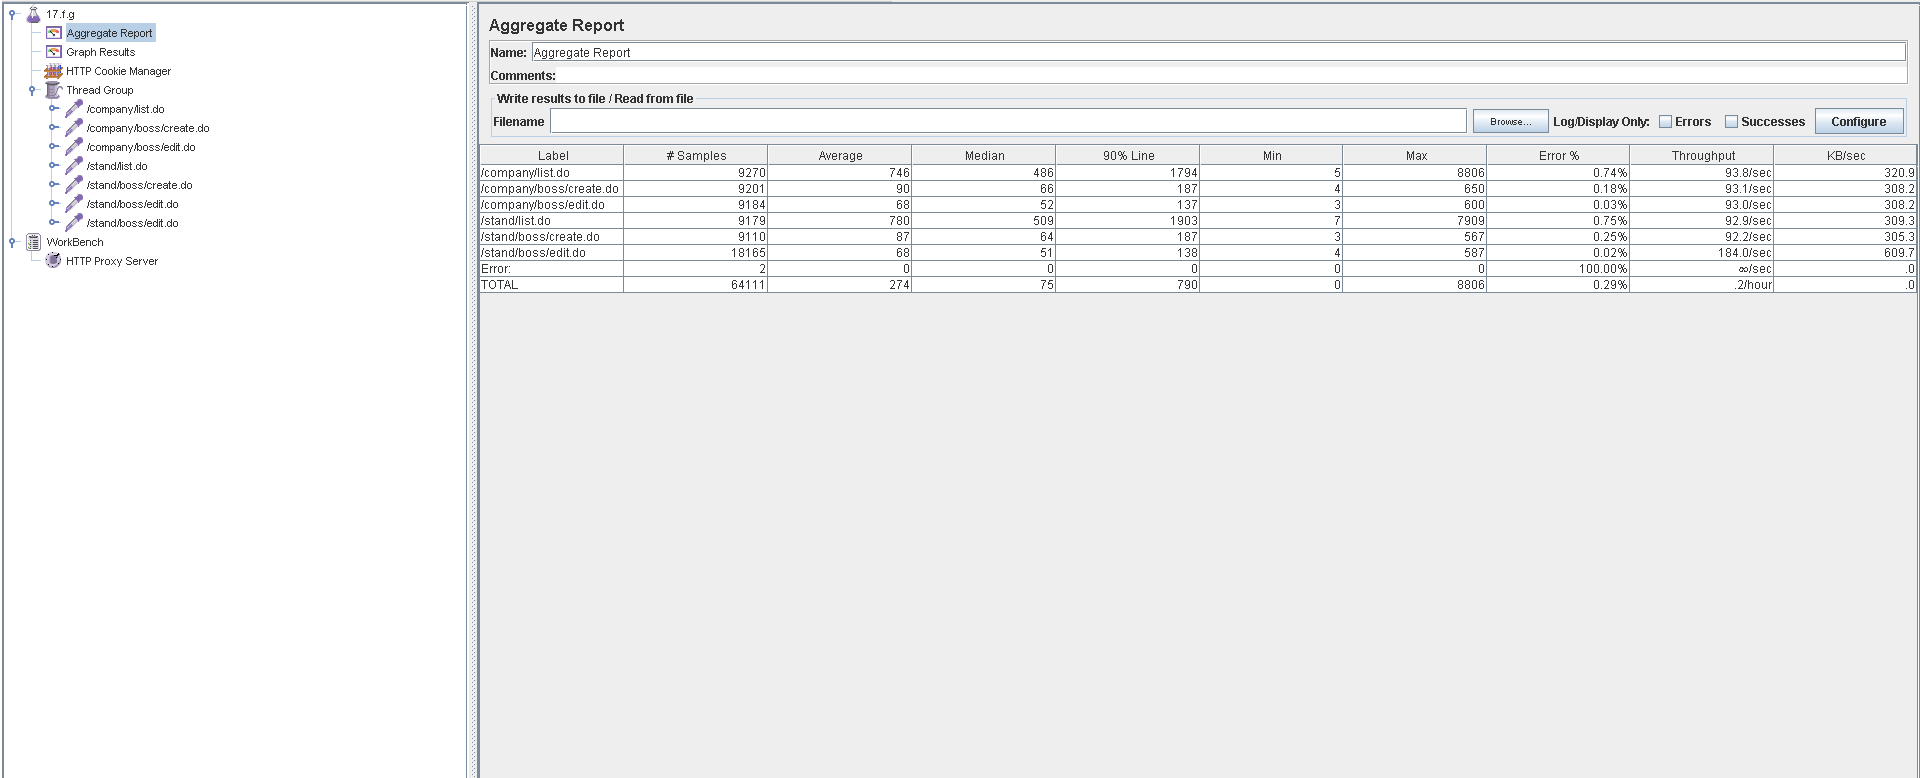 17.f.g
Aggregate Report
Graph Results
HTTP Cookie Manager
Thread Group
/company/list.do
/company/boss/create.do
/company/boss/edit.do
/stand/list.do
/stand/boss/create.do
/stand/boss/edit.do
/stand/boss/edit.do
WorkBench
HTTP Proxy Server
Aggregate Report
Name: Aggregate Report
Comments:
Write results to file / Read from file
Filename Browse... Log/Display Only: Errors Successes Configure
Label # Samples Average Median 90% Line Min Max Error % Throughput KB/sec
/company/list.do 9270 746 486 1794 5 8806 0.74% 93.8/sec 320.9
/company/boss/create.do 9201 90 66 187 4 650 0.18% 93.1/sec 308.2
/company/boss/edit.do 9184 68 52 137 3 600 0.03% 93.0/sec 308.2
/stand/list.do 9179 780 509 1903 7 7909 0.75% 92.9/sec 309.3
/stand/boss/create.do 9110 87 64 187 3 567 0.25% 92.2/sec 305.3
/stand/boss/edit.do 18165 68 51 138 4 587 0.02% 184.0/sec 609.7
Error: 2 0 0 0 0 0 100.00% ∞/sec .0
TOTAL 64111 274 75 790 0 8806 0.29% .2/hour .0